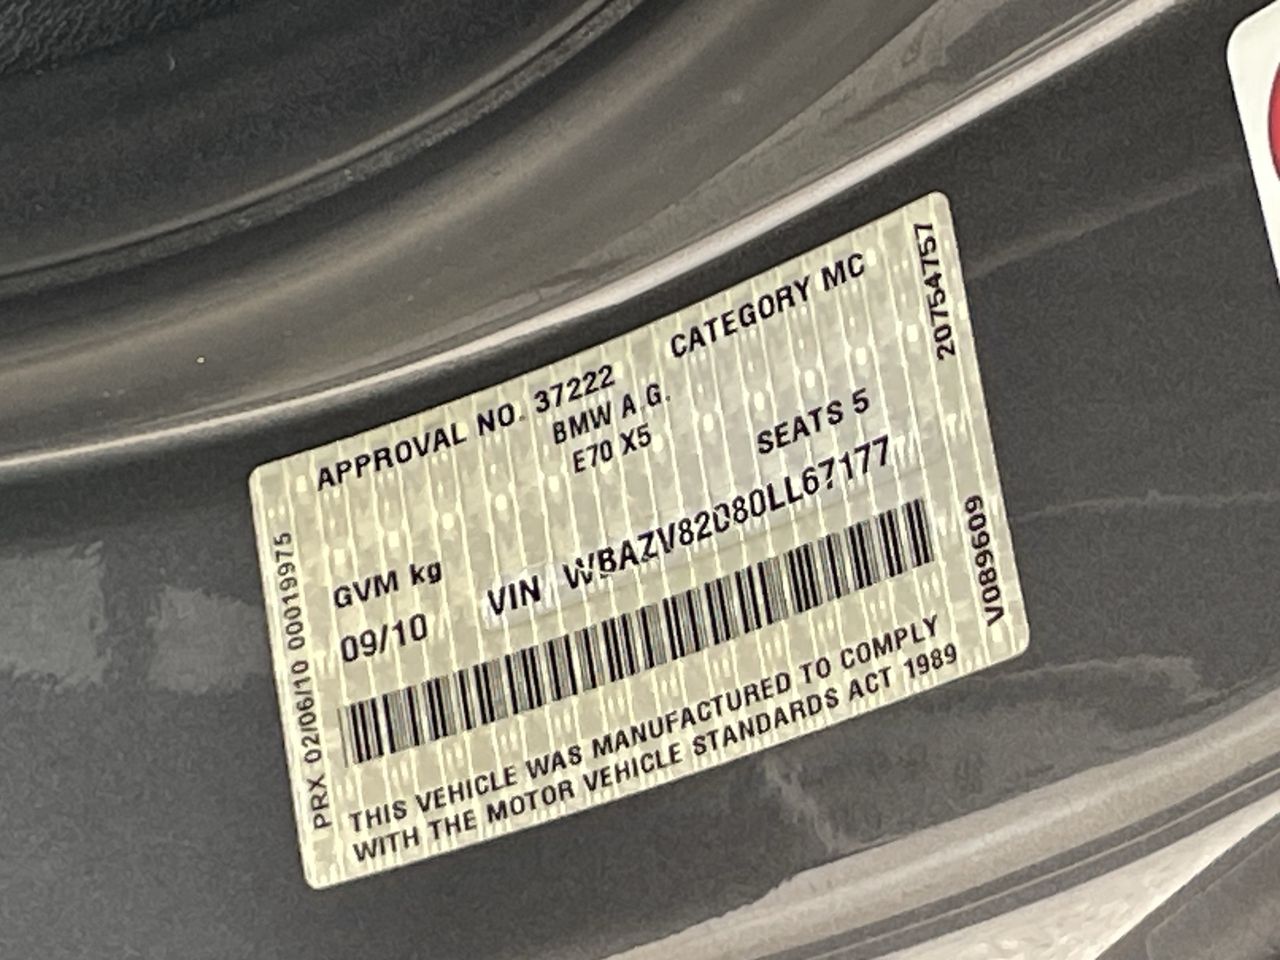 APPROVAL NO. 37222 CATEGORY MC
BMW A.G.
E70 X5
SEATS 5
GVM kg
09/10 VIN WBAZV82080LL67177
THIS VEHICLE WAS MANUFACTURED TO COMPLY
WITH THE MOTOR VEHICLE STANDARDS ACT 1989
PRX 02/06/10 00019975
20754757
V089609